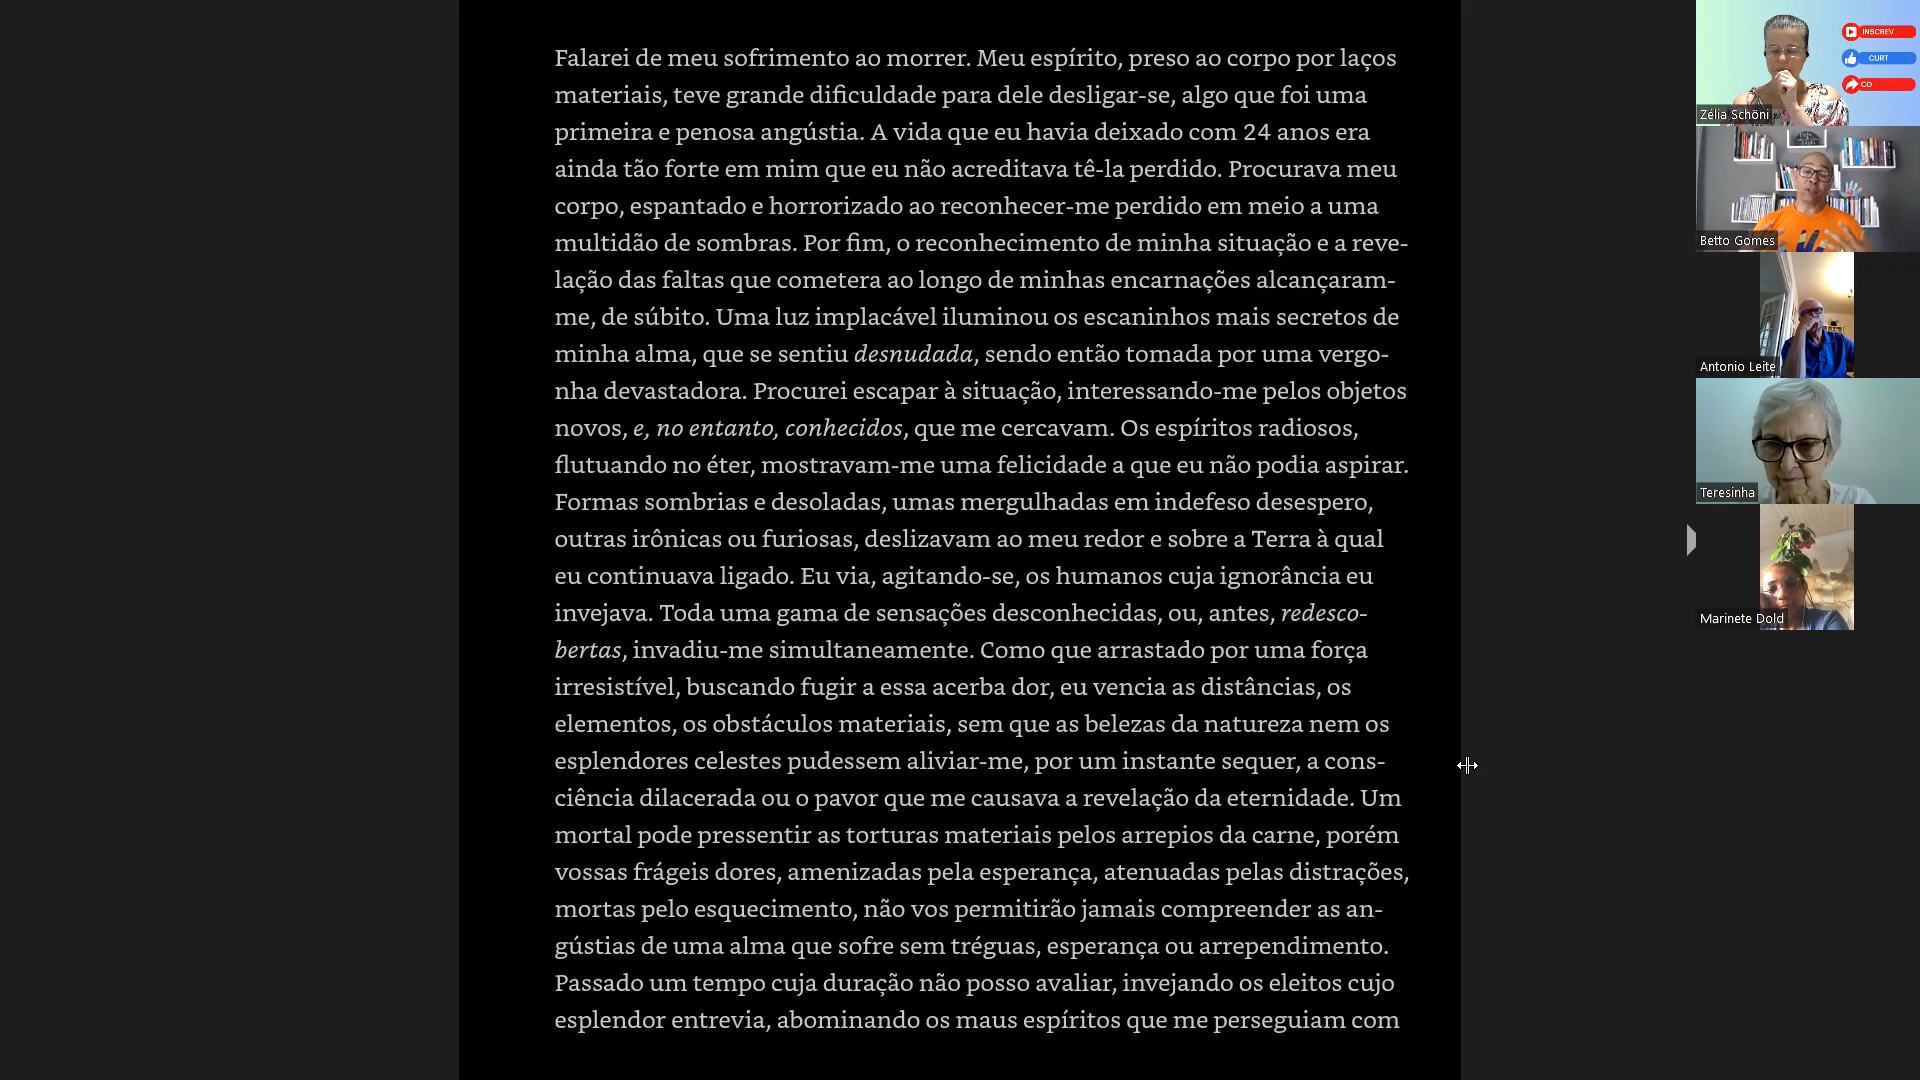 Falarei de meu sofrimento ao morrer. Meu espírito, preso ao corpo por laços
materiais, teve grande dificuldade para dele desligar-se, algo que foi uma
primeira e penosa angústia. A vida que eu havia deixado com 24 anos era
ainda tão forte em mim que eu não acreditava tê-la perdido. Procurava meu
corpo, espantado e horrorizado ao reconhecer-me perdido em meio a uma
multidão de sombras. Por fim, o reconhecimento de minha situação e a reve-
lação das faltas que cometera ao longo de minhas encarnações alcançaram-
me, de súbito. Uma luz implacável iluminou os escaninhos mais secretos de
minha alma, que se sentiu desnudada, sendo então tomada por uma vergo-
nha devastadora. Procurei escapar à situação, interessando-me pelos objetos
novos, e, no entanto, conhecidos, que me cercavam. Os espíritos radiosos,
flutuando no éter, mostravam-me uma felicidade a que eu não podia aspirar.
Formas sombrias e desoladas, umas mergulhadas em indefeso desespero,
outras irônicas ou furiosas, deslizavam ao meu redor e sobre a Terra à qual
eu continuava ligado. Eu via, agitando-se, os humanos cuja ignorância eu
invejava. Toda uma gama de sensações desconhecidas, ou, antes, redesco-
bertas, invadiu-me simultaneamente. Como que arrastado por uma força
irresistível, buscando fugir a essa acerba dor, eu vencia as distâncias, os
elementos, os obstáculos materiais, sem que as belezas da natureza nem os
esplendores celestes pudessem aliviar-me, por um instante sequer, a cons-
ciência dilacerada ou o pavor que me causava a revelação da eternidade. Um
mortal pode pressentir as torturas materiais pelos arrepios da carne, porém
vossas frágeis dores, amenizadas pela esperança, atenuadas pelas distrações,
mortas pelo esquecimento, não vos permitirão jamais compreender as an-
gústias de uma alma que sofre sem tréguas, esperança ou arrependimento.
Passado um tempo cuja duração não posso avaliar, invejando os eleitos cujo
esplendor entrevia, abominando os maus espíritos que me perseguiam com
INSCREV
CURT
CO
Zélia Schöni
Betto Gomes
Antonio Leite
Teresinha
Marinete Dold